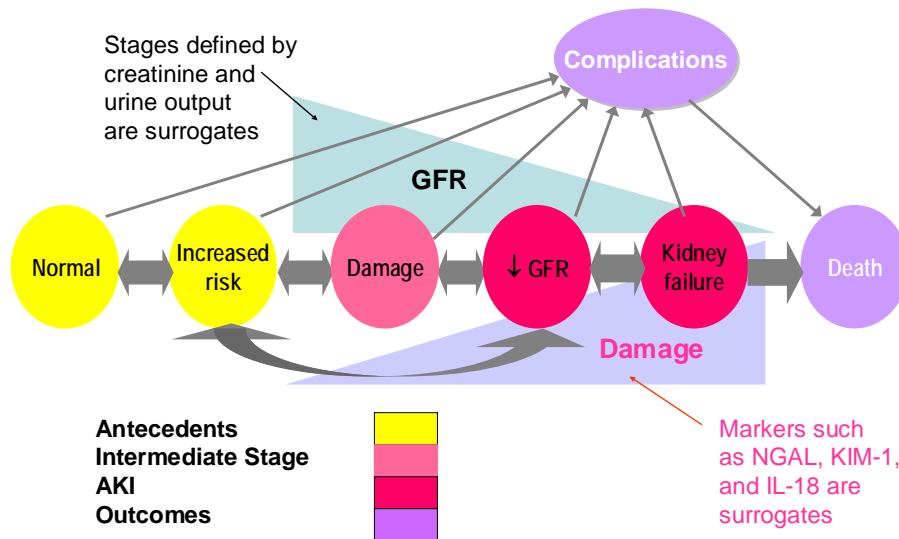 Stages defined by
creatinine and
urine output
are surrogates
Complications
GFR
Normal
Increased
risk
Damage
↓ GFR
Kidney
failure
Death
Damage
Antecedents
Intermediate Stage
AKI
Outcomes
Markers such
as NGAL, KIM-1,
and IL-18 are
surrogates